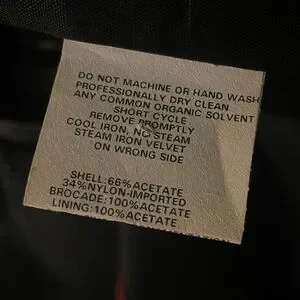 DO NOT MACHINE OR HAND WASH
PROFESSIONALLY DRY CLEAN
ANY COMMON ORGANIC SOLVENT
SHORT CYCLE
REMOVE PROMPTLY
COOL IRON, NO STEAM
STEAM IRON VELVET
ON WRONG SIDE
SHELL:66%ACETATE
34%NYLON-IMPORTED
BROCADE:100%ACETATE
LINING:100%ACETATE